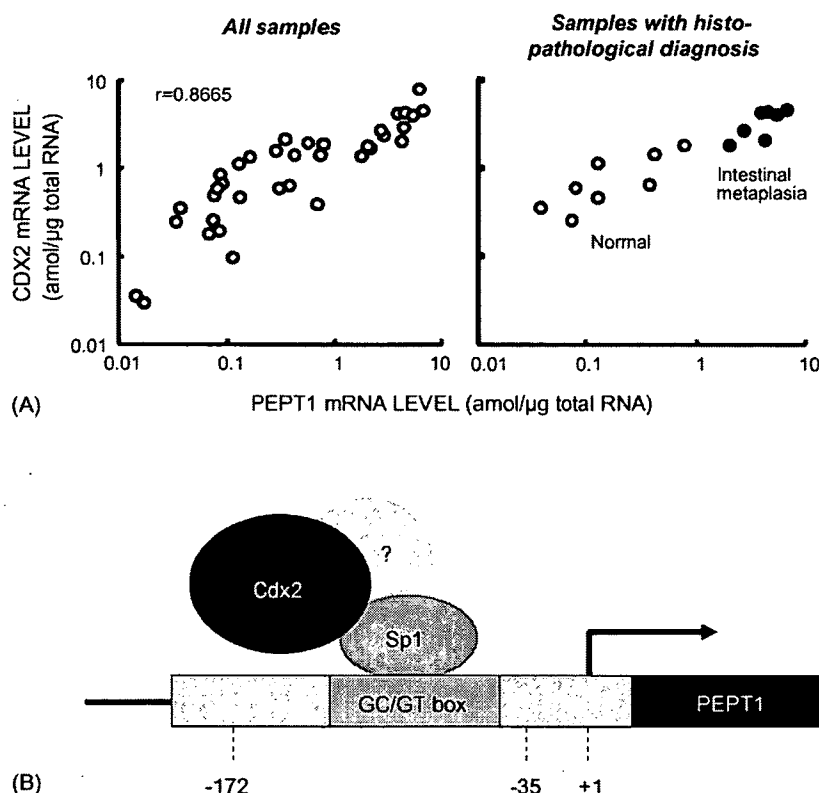 All samples
Samples with histo-
pathological diagnosis
CDX2 mRNA LEVEL
(amol/µg total RNA)
10
1
0.1
0.01
r=0.8665
0.01
0.1
1
10
Normal
Intestinal
metaplasia
0.01
0.1
1
10
(A)
PEPT1 mRNA LEVEL (amol/µg total RNA)
?
Cdx2
Sp1
GC/GT box
PEPT1
(B)
-172
-35
+1